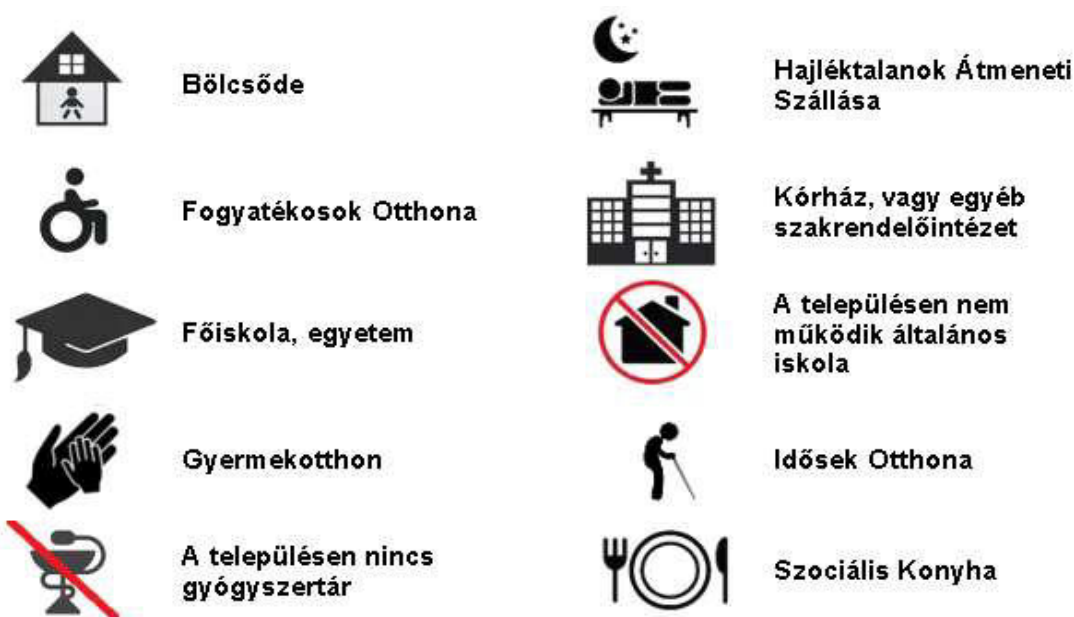 Bölcsőde
Hajléktalanok Átmeneti
Szállása
Fogyatékosok Otthona
Kórház, vagy egyéb
szakrendelőintézet
Főiskola, egyetem
A településen nem
működik általános
iskola
Gyermekotthon
Idősek Otthona
A településen nincs
gyógyszertár
Szociális Konyha